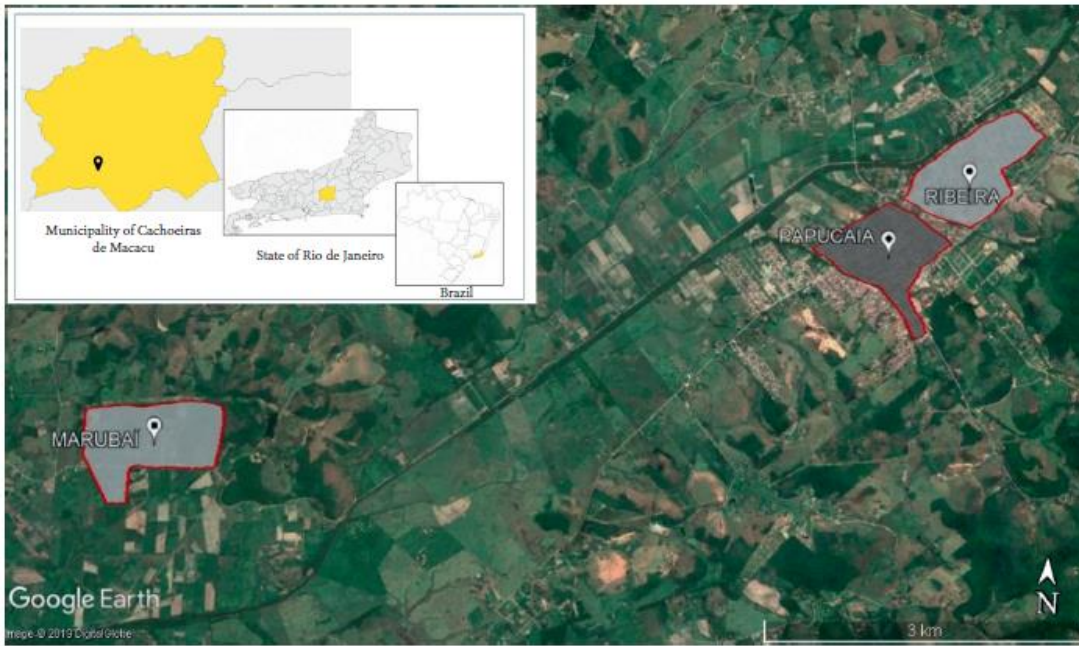 Municipality of Cachoeiras
de Macacu
State of Rio de Janeiro
Brazil
RIBEIRA
PAPUCAIA
MARUBAÍ
Google Earth
Image © 2019 DigitalGlobe
N
3 km